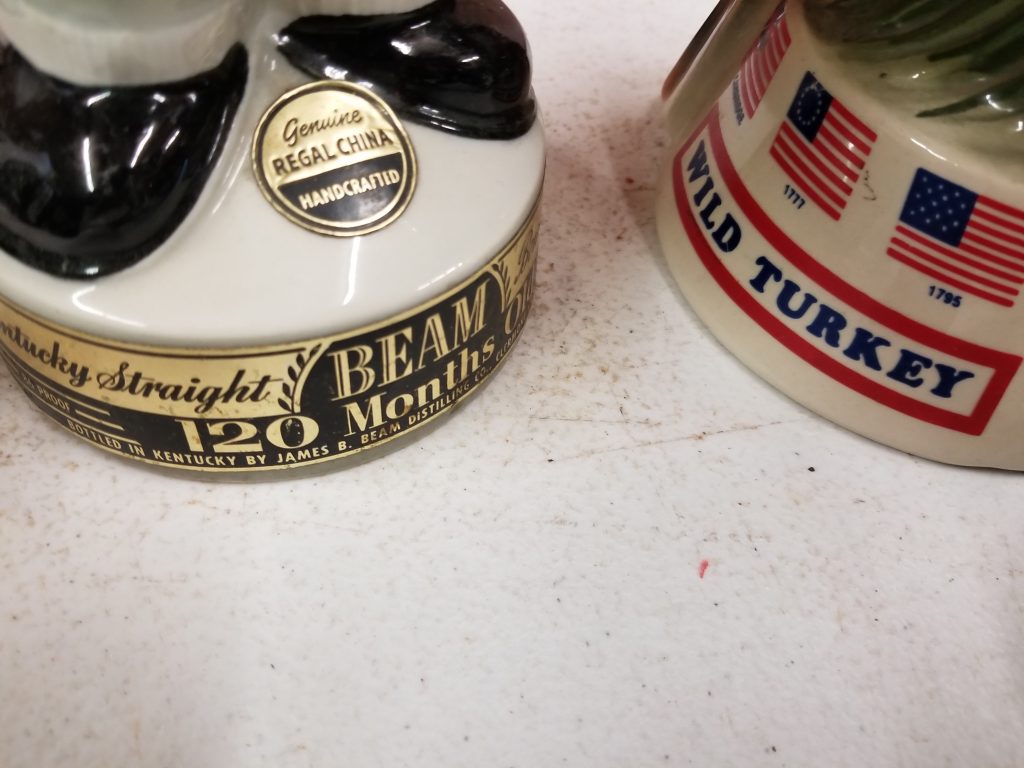 Genuine
REGAL CHINA
HANDCRAFTED
Kentucky Straight
BEAM
120 Months
PROOF
BOTTLED IN KENTUCKY BY JAMES B. BEAM DISTILLING CO.
1777
1795
WILD TURKEY